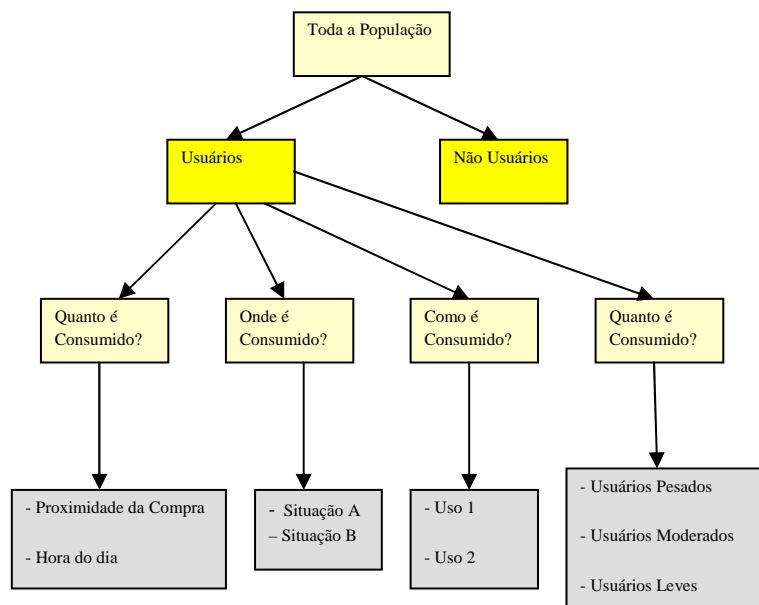 Toda a População
Usuários
Não Usuários
Quanto é
Consumido?
Onde é
Consumido?
Como é
Consumido?
Quanto é
Consumido?
- Proximidade da Compra
- Hora do dia
- Situação A
– Situação B
- Uso 1
- Uso 2
- Usuários Pesados
- Usuários Moderados
- Usuários Leves